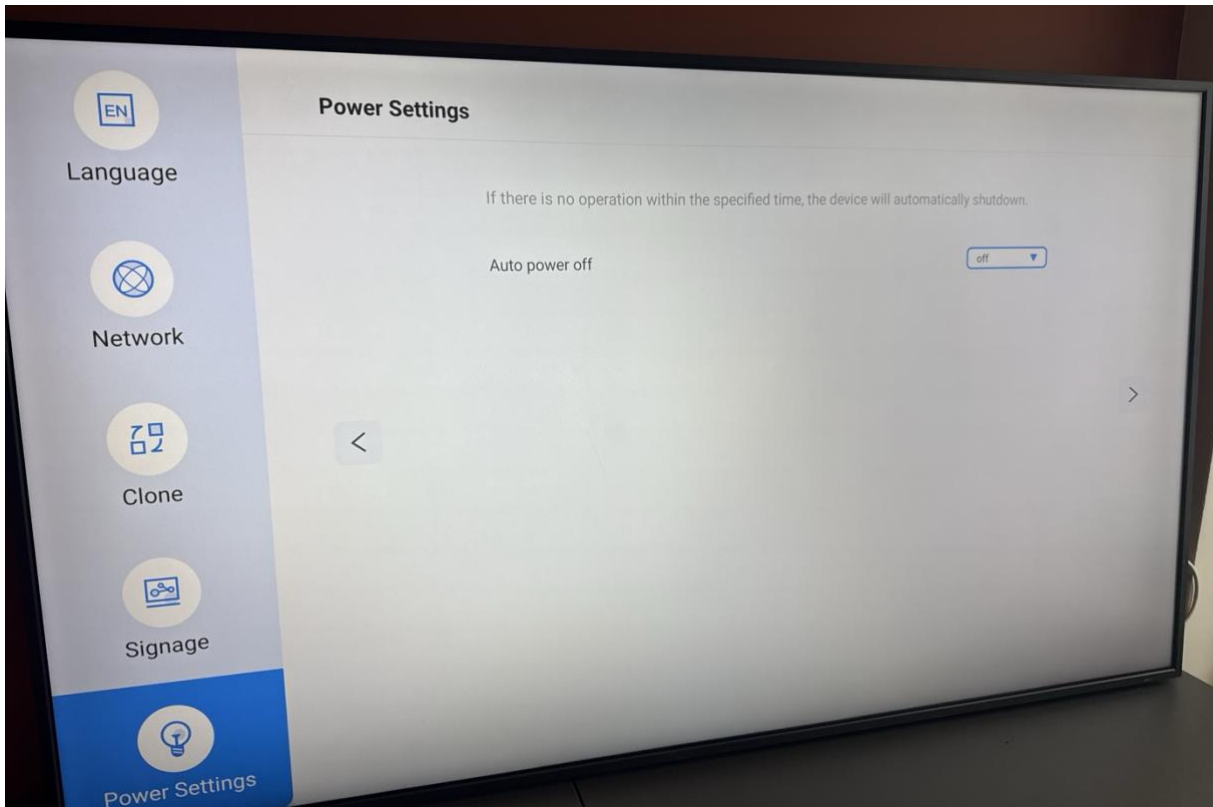 EN
Language
Network
Clone
Signage
Power Settings
Power Settings
If there is no operation within the specified time, the device will automatically shutdown.
Auto power off
off